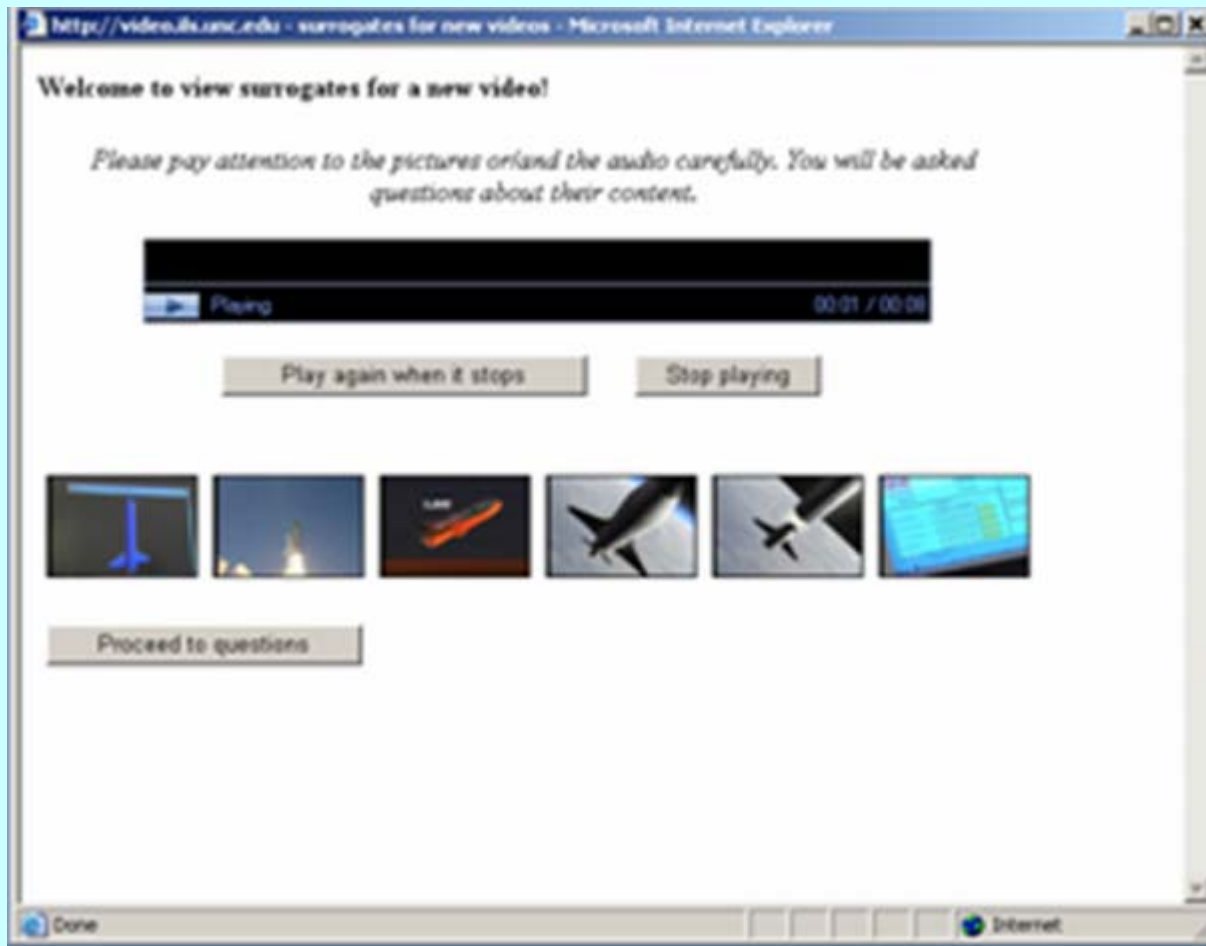 http://video.ils.unc.edu - surrogates for new videos - Microsoft Internet Explorer
Welcome to view surrogates for a new video!
Please pay attention to the pictures or/and the audio carefully. You will be asked
questions about their content.
Playing 00:01 / 00:08
Play again when it stops Stop playing
Proceed to questions
Done Internet